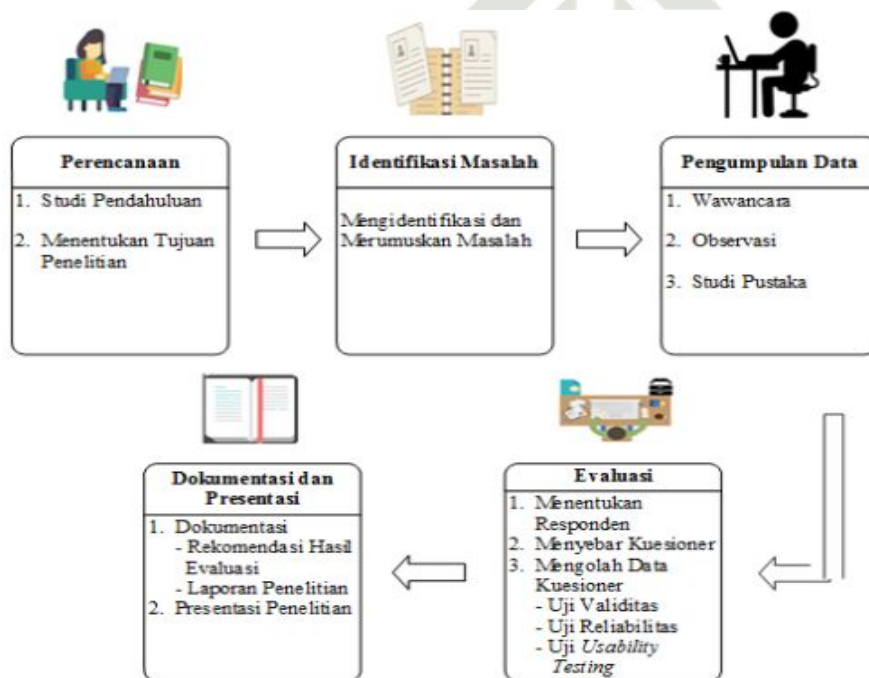 Perencanaan
1. Studi Pendahuluan
2. Menentukan Tujuan
Penelitian
Identifikasi Masalah
Mengidentifikasi dan
Merumuskan Masalah
Pengumpulan Data
1. Wawancara
2. Observasi
3. Studi Pustaka
Evaluasi
1. Menentukan
Responden
2. Menyebar Kuesioner
3. Mengolah Data
Kuesioner
- Uji Validitas
- Uji Reliabilitas
- Uji Usability
Testing
Dokumentasi dan
Presentasi
1. Dokumentasi
- Rekomendasi Hasil
Evaluasi
- Laporan Penelitian
2. Presentasi Penelitian